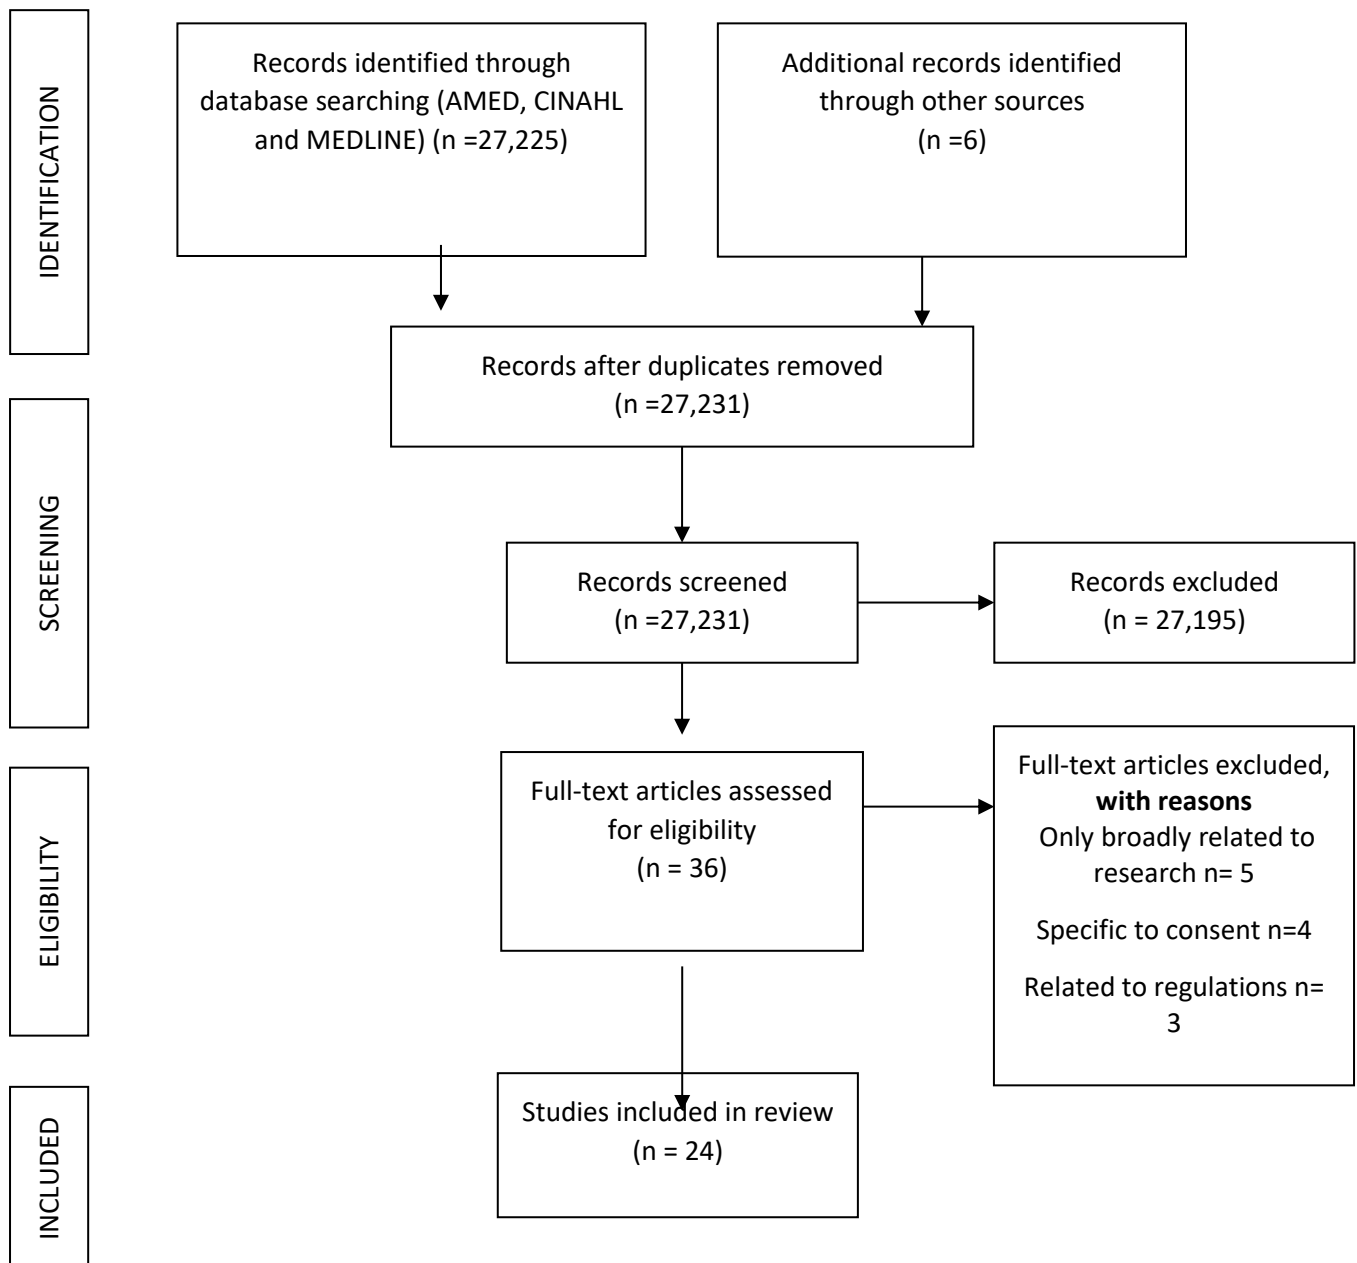 IDENTIFICATION
Records identified through
database searching (AMED, CINAHL
and MEDLINE) (n =27,225)
Additional records identified
through other sources
(n =6)
Records after duplicates removed
(n =27,231)
SCREENING
Records screened
(n =27,231)
Records excluded
(n = 27,195)
ELIGIBILITY
Full-text articles assessed
for eligibility
(n = 36)
Full-text articles excluded,
with reasons
Only broadly related to
research n= 5
Specific to consent n=4
Related to regulations n=
3
INCLUDED
Studies included in review
(n = 24)